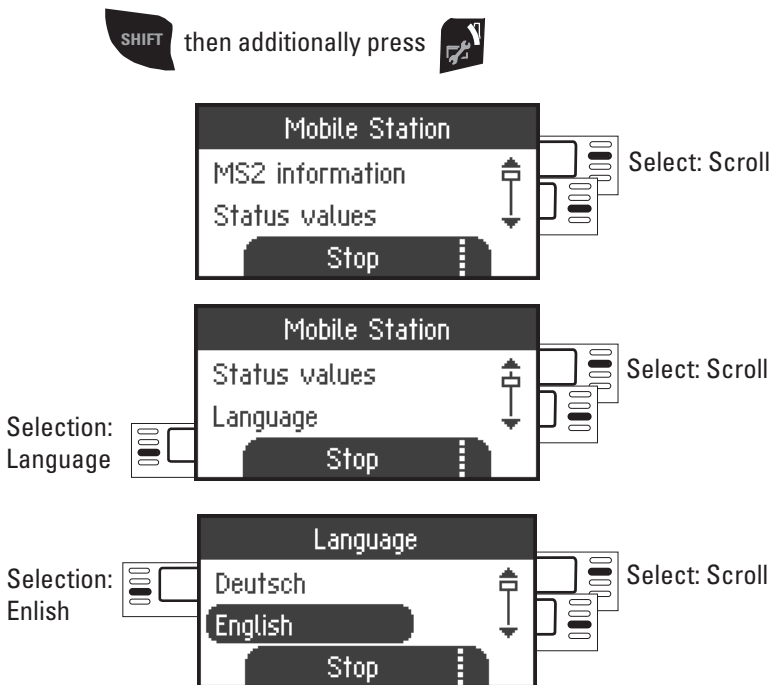 SHIFT then additionally press
Mobile Station
MS2 information
Select: Scroll
Status values
Stop
Mobile Station
Status values
Select: Scroll
Selection:
Language
Language
Stop
Language
Selection:
Enlish
Deutsch
Select: Scroll
English
Stop